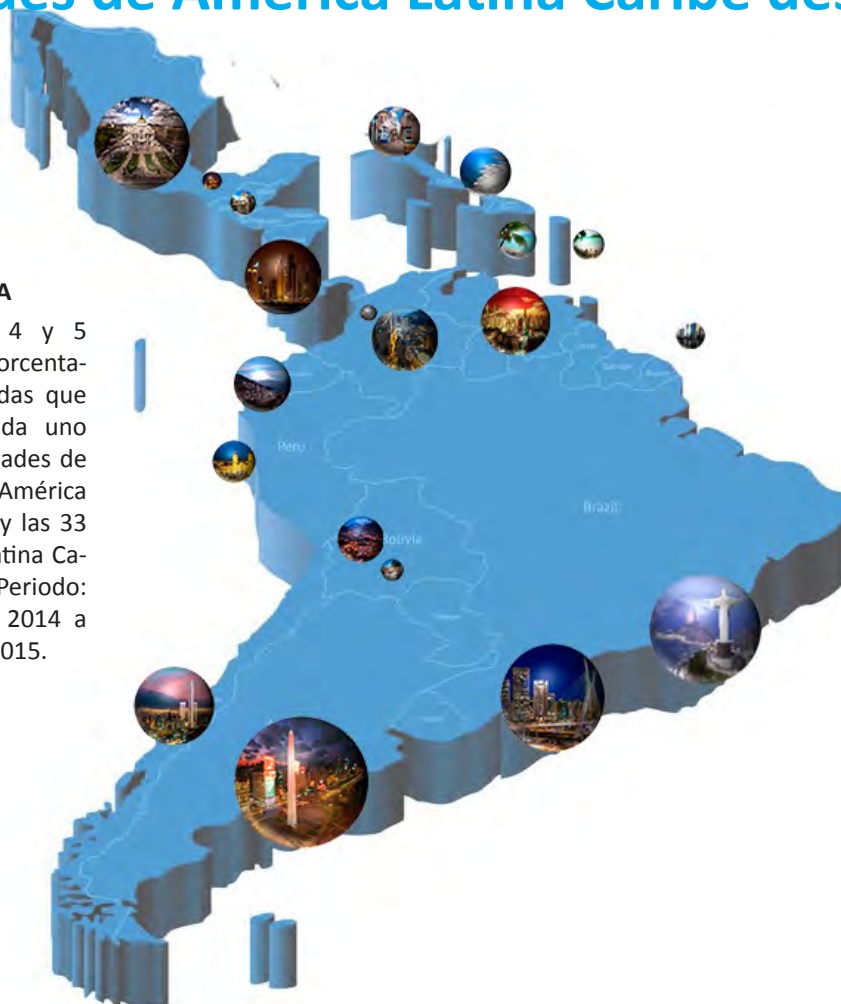 des de América Latina Caribe des
A
4 y 5
orcenta-
das que
da uno
ades de
América
y las 33
tina Ca-
Periodo:
2014 a
2015.
Peru
Brazil
Bolivia